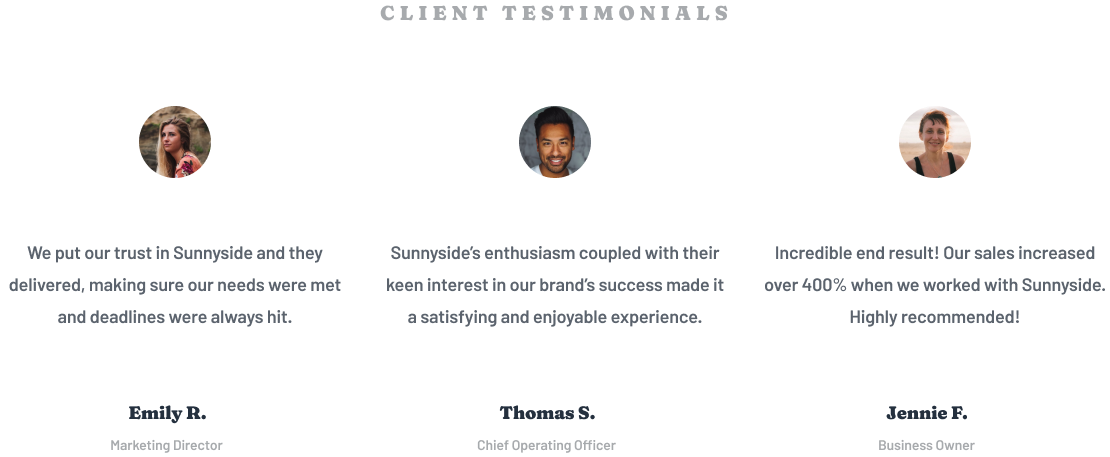 CLIENT TESTIMONIALS
We put our trust in Sunnyside and they
delivered, making sure our needs were met
and deadlines were always hit.
Emily R.
Marketing Director
Sunnyside’s enthusiasm coupled with their
keen interest in our brand’s success made it
a satisfying and enjoyable experience.
Thomas S.
Chief Operating Officer
Incredible end result! Our sales increased
over 400% when we worked with Sunnyside.
Highly recommended!
Jennie F.
Business Owner